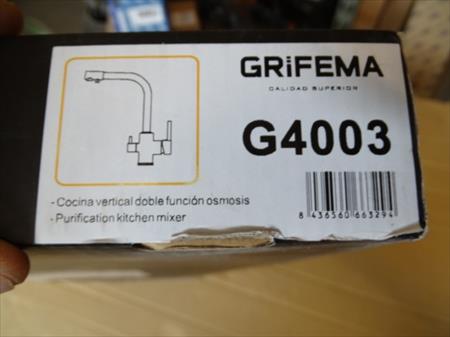 GRiFEMA
CALIDAD SUPERIOR
G4003
- Cocina vertical doble función osmosis
- Purification kitchen mixer
8 436560 663294